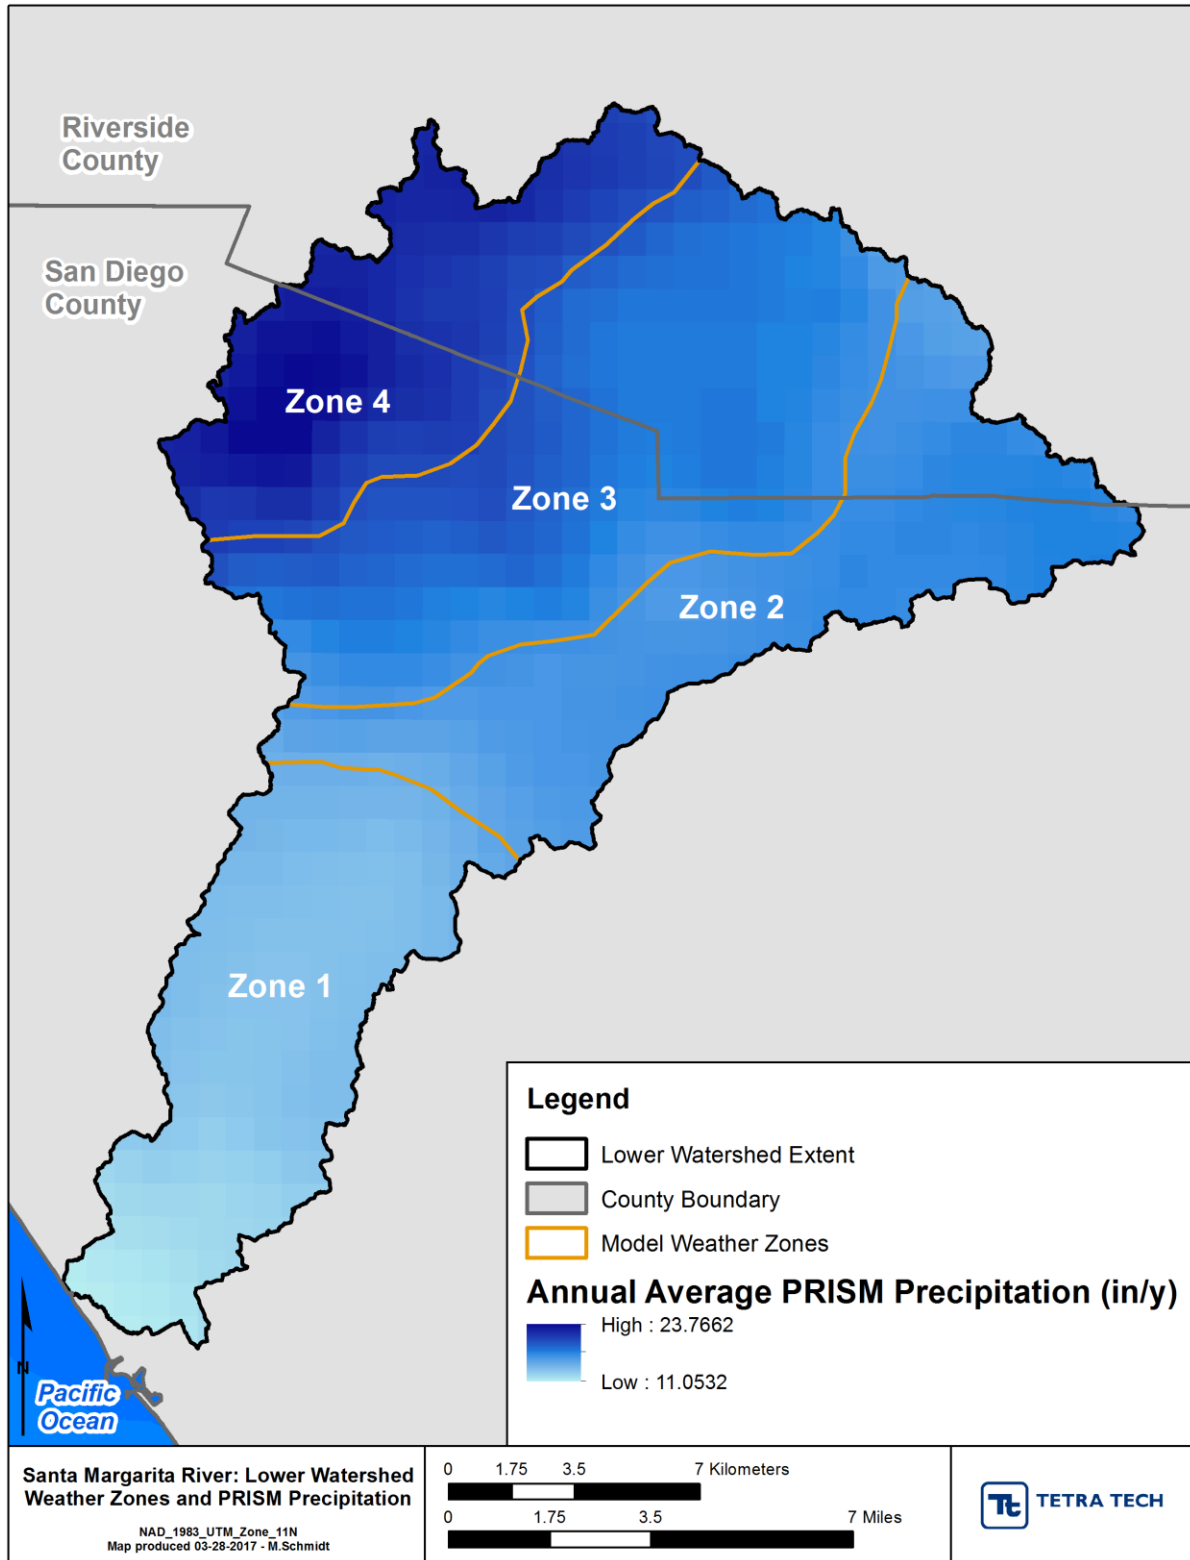 Riverside
County
San Diego
County
Zone 4
Zone 3
Zone 2
Zone 1
Legend
Lower Watershed Extent
County Boundary
Model Weather Zones
Annual Average PRISM Precipitation (in/y)
High : 23.7662
Low : 11.0532
N
Pacific
Ocean
Santa Margarita River: Lower Watershed
Weather Zones and PRISM Precipitation
NAD_1983_UTM_Zone_11N
Map produced 03-28-2017 - M.Schmidt
0 1.75 3.5 7 Kilometers
0 1.75 3.5 7 Miles
Tt TETRA TECH